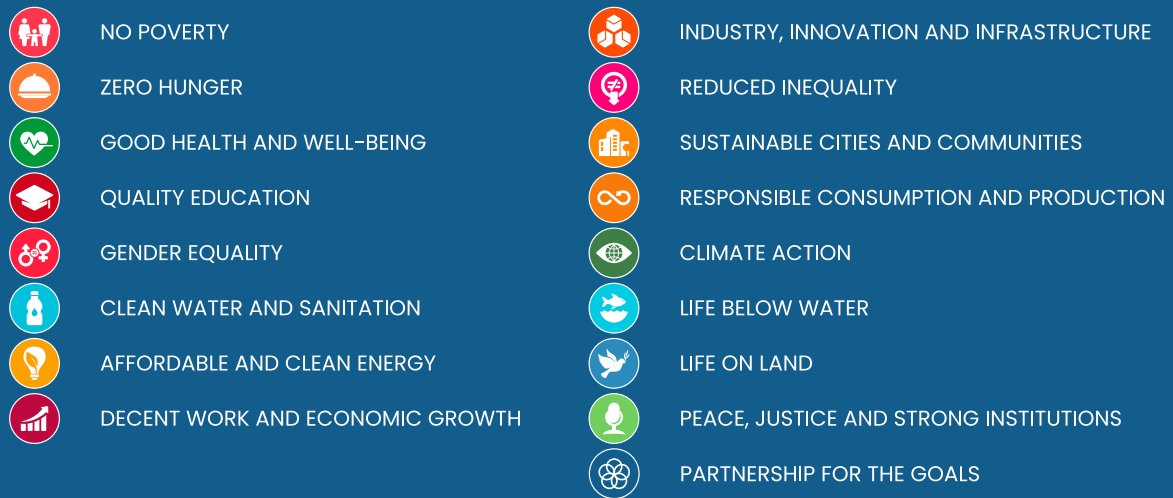 NO POVERTY
ZERO HUNGER
GOOD HEALTH AND WELL-BEING
QUALITY EDUCATION
GENDER EQUALITY
CLEAN WATER AND SANITATION
AFFORDABLE AND CLEAN ENERGY
DECENT WORK AND ECONOMIC GROWTH
INDUSTRY, INNOVATION AND INFRASTRUCTURE
REDUCED INEQUALITY
SUSTAINABLE CITIES AND COMMUNITIES
RESPONSIBLE CONSUMPTION AND PRODUCTION
CLIMATE ACTION
LIFE BELOW WATER
LIFE ON LAND
PEACE, JUSTICE AND STRONG INSTITUTIONS
PARTNERSHIP FOR THE GOALS